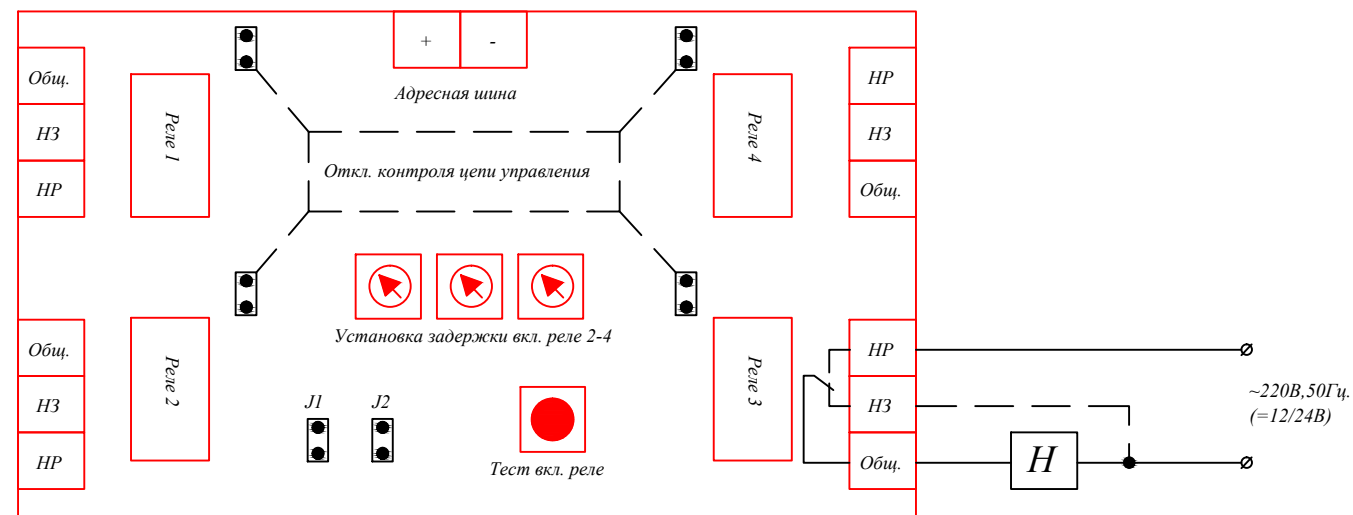 + -
Адресная шина
Общ.
НЗ
НР
Реле 1
Реле 4
НР
НЗ
Общ.
Откл. контроля цепи управления
Установка задержки вкл. реле 2-4
Общ.
НЗ
НР
Реле 2
J1 J2
Тест вкл. реле
Реле 3
НР
НЗ
Общ.
Н
~220В,50Гц.
(=12/24В)